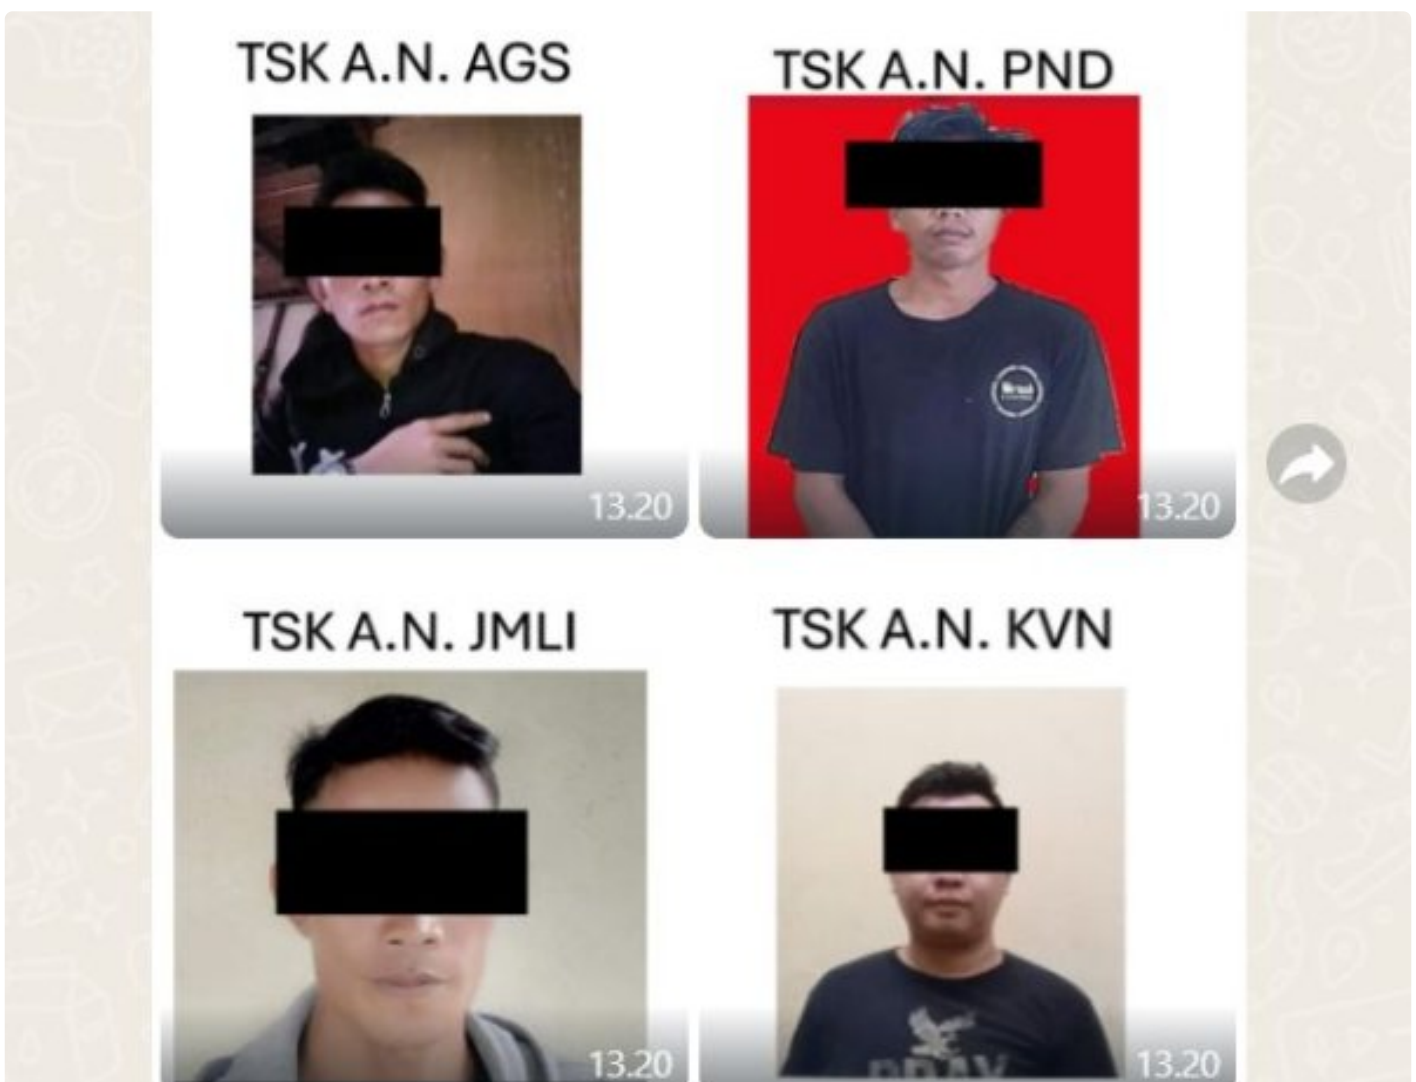 TSK A.N. AGS
TSK A.N. PND
13.20
13.20
TSK A.N. JMLI
TSK A.N. KVN
13.20
13.20